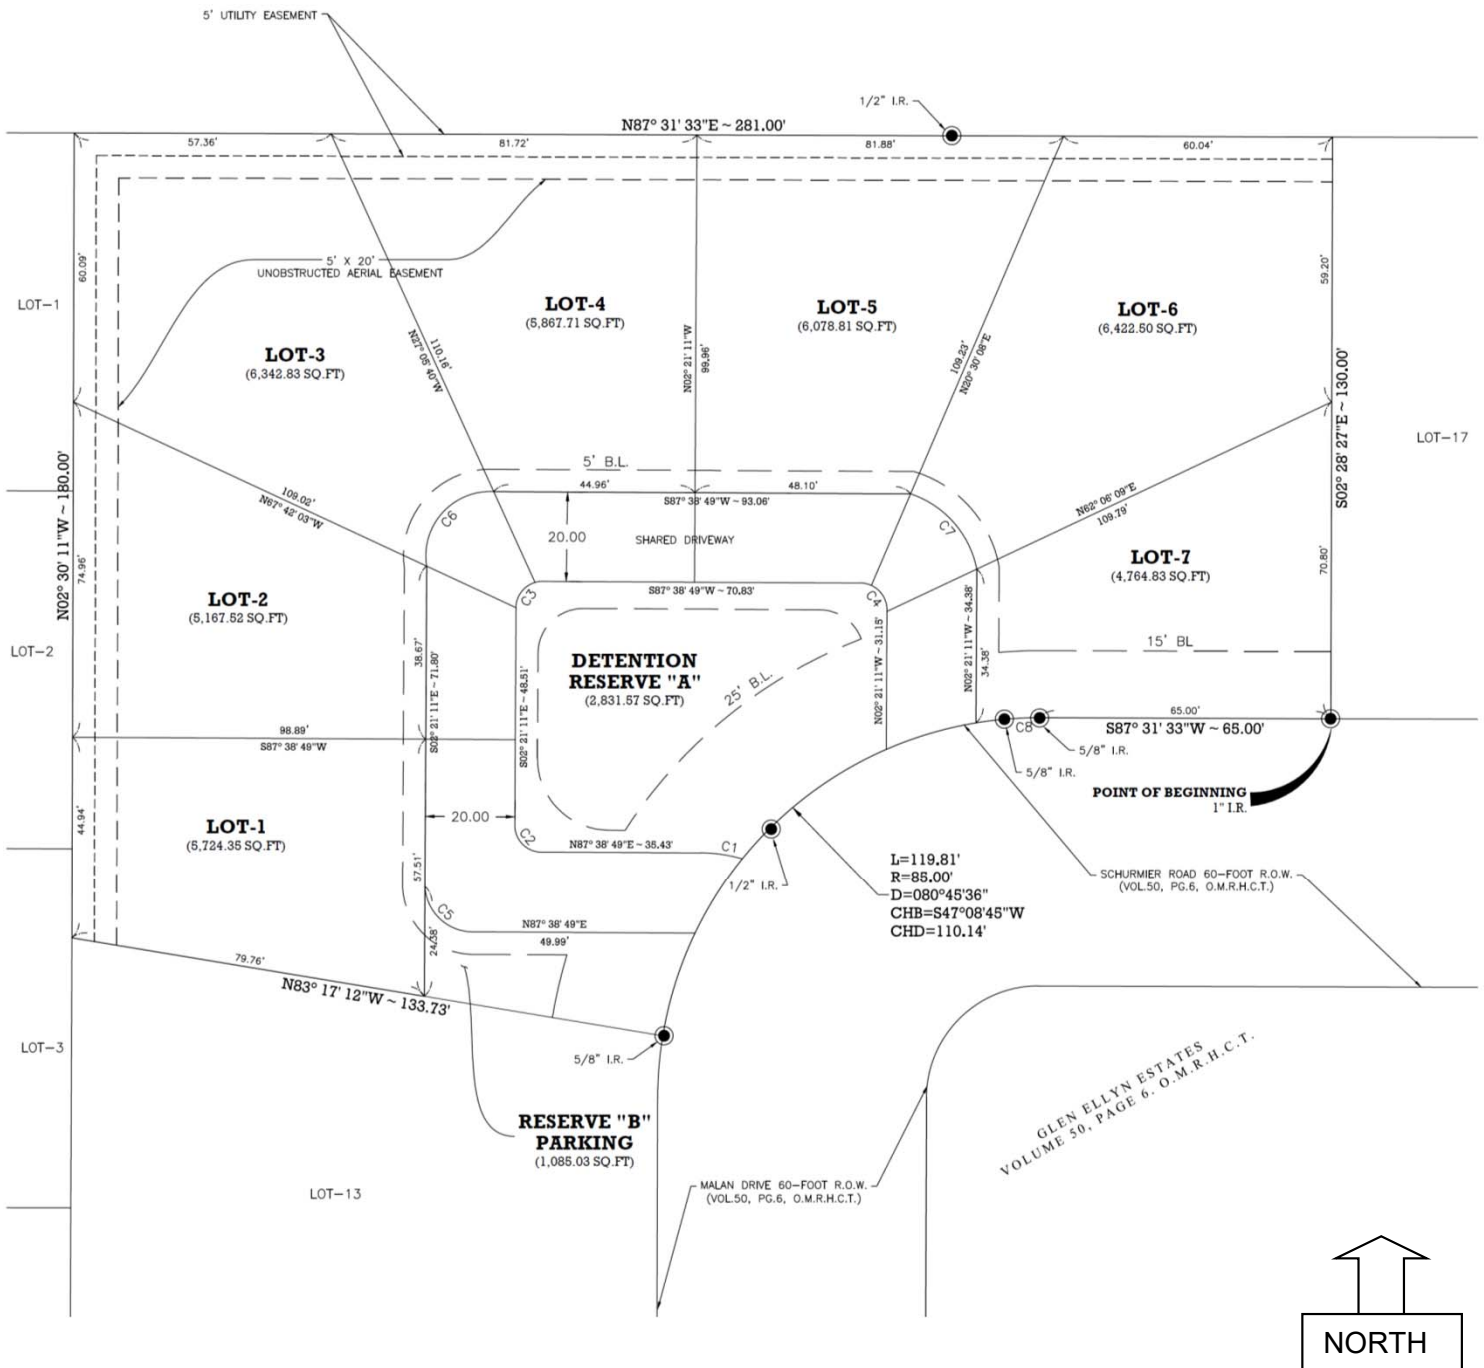 5' UTILITY EASEMENT
1/2" I.R.
N87° 31' 33"E ~ 281.00'
57.36'
81.72'
81.88'
60.04'
60.09'
5' X 20'
UNOBSTRUCTED AERIAL EASEMENT
59.20'
LOT-1
LOT-3
(6,342.83 SQ.FT)
LOT-4
(5,867.71 SQ.FT)
LOT-5
(6,078.81 SQ.FT)
LOT-6
(6,422.50 SQ.FT)
110.16'
N27° 05' 40"W
N02° 21' 11"W
99.96'
109.23'
N20° 30' 08"E
S02° 28' 27"E ~ 130.00'
LOT-17
N02° 30' 11"W ~ 180.00'
109.02'
N67° 42' 03"W
5' B.L.
44.96'
48.10'
S87° 38' 49"W ~ 93.06'
N62° 06' 09"E
109.79'
C6
20.00
SHARED DRIVEWAY
C7
74.96'
LOT-7
(4,764.83 SQ.FT)
70.80'
LOT-2
(5,167.52 SQ.FT)
C3
S87° 38' 49"W ~ 70.83'
C4
LOT-2
38.67'
S02° 21' 11"E ~ 71.80'
S02° 21' 11"E ~ 48.51'
DETENTION
RESERVE "A"
(2,831.57 SQ.FT)
25' B.L.
N02° 21' 11"W ~ 31.15'
N02° 21' 11"W ~ 34.38'
34.38'
15' BL
98.89'
S87° 38' 49"W
65.00'
S87° 31' 33"W ~ 65.00'
C8
5/8" I.R.
5/8" I.R.
POINT OF BEGINNING
1" I.R.
44.94'
LOT-1
(5,724.35 SQ.FT)
20.00
57.51'
C2
N87° 38' 49"E ~ 35.43'
C1
1/2" I.R.
L=119.81'
R=85.00'
D=080°45'36"
CHB=S47°08'45"W
CHD=110.14'
SCHURMIER ROAD 60-FOOT R.O.W.
(VOL.50, PG.6, O.M.R.H.C.T.)
C5
N87° 38' 49"E
49.99'
24.38'
79.76'
N83° 17' 12"W ~ 133.73'
LOT-3
5/8" I.R.
RESERVE "B"
PARKING
(1,085.03 SQ.FT)
GLEN ELLYN ESTATES
VOLUME 50, PAGE 6, O.M.R.H.C.T.
LOT-13
MALAN DRIVE 60-FOOT R.O.W.
(VOL.50, PG.6, O.M.R.H.C.T.)
NORTH